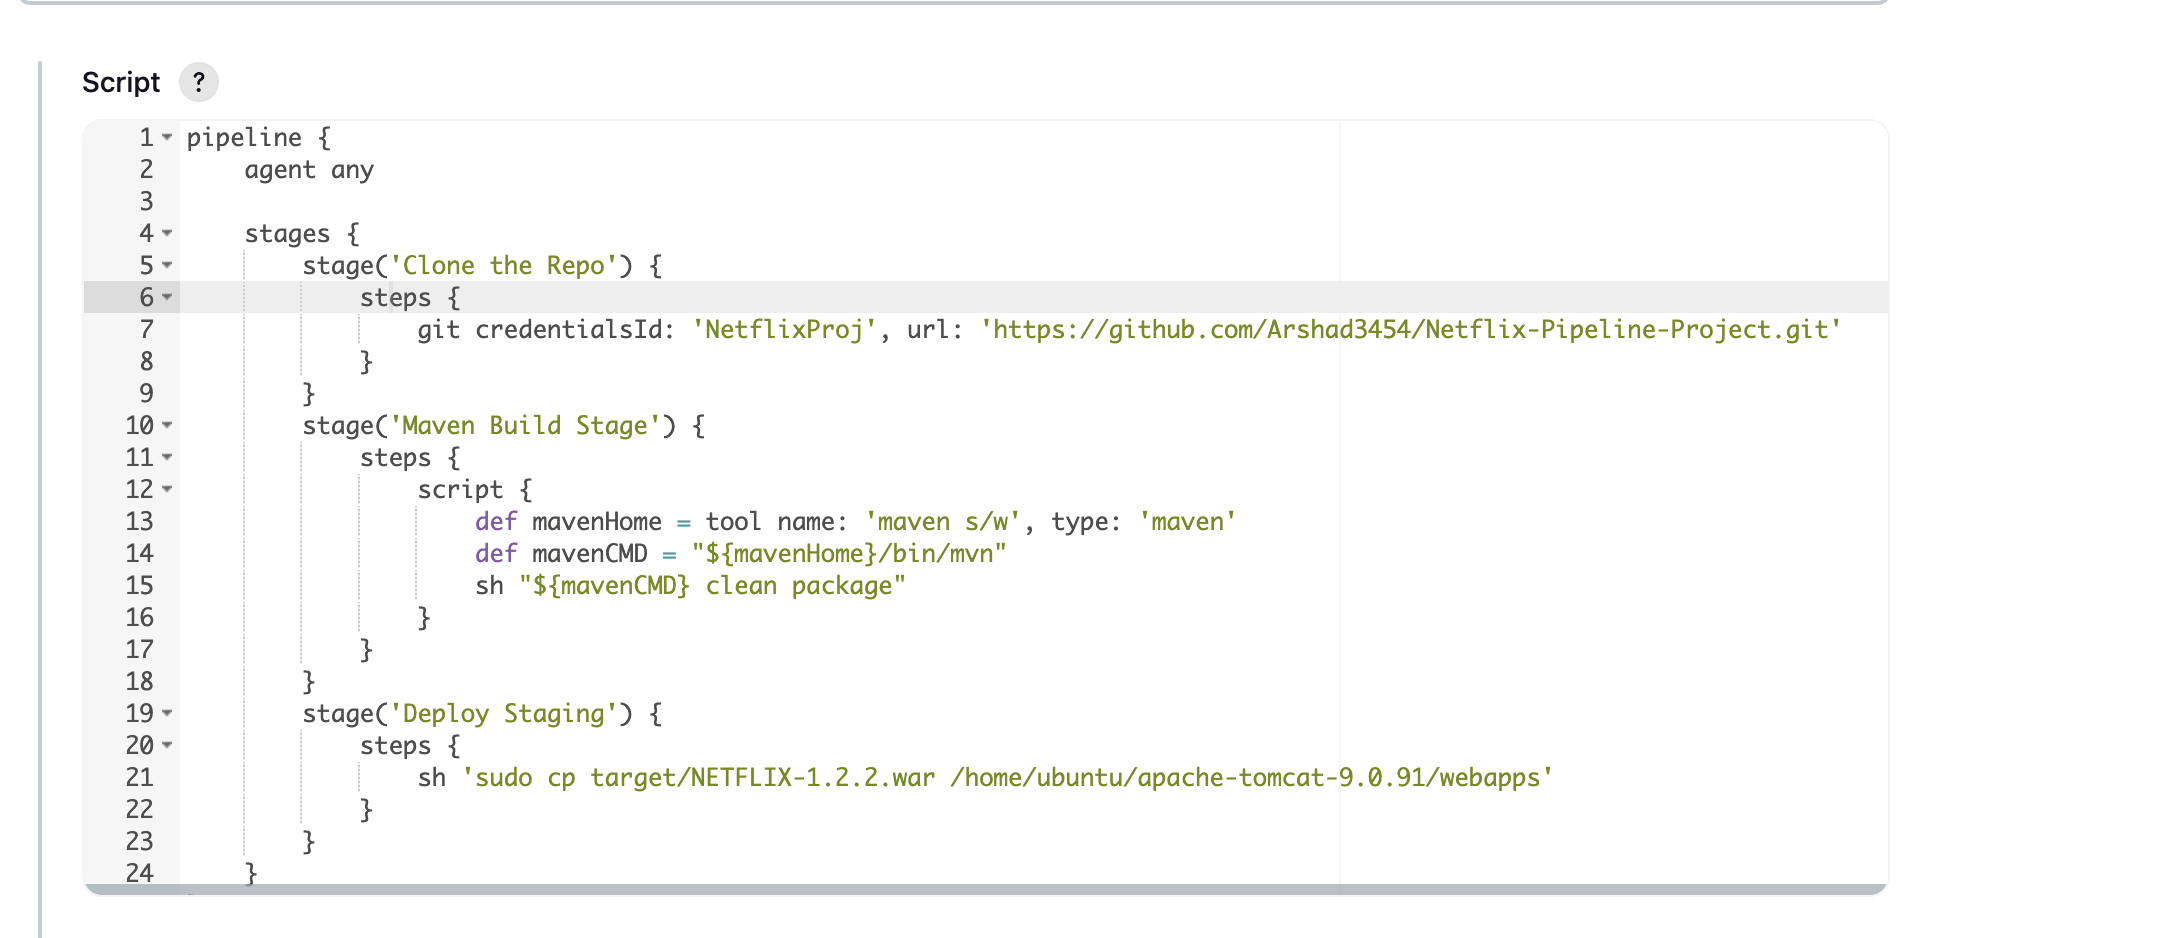 Script ?
1 pipeline {
2     agent any
3
4     stages {
5         stage('Clone the Repo') {
6             steps {
7                 git credentialsId: 'NetflixProj', url: 'https://github.com/Arshad3454/Netflix-Pipeline-Project.git'
8             }
9         }
10         stage('Maven Build Stage') {
11             steps {
12                 script {
13                     def mavenHome = tool name: 'maven s/w', type: 'maven'
14                     def mavenCMD = "${mavenHome}/bin/mvn"
15                     sh "${mavenCMD} clean package"
16                 }
17             }
18         }
19         stage('Deploy Staging') {
20             steps {
21                 sh 'sudo cp target/NETFLIX-1.2.2.war /home/ubuntu/apache-tomcat-9.0.91/webapps'
22             }
23         }
24     }